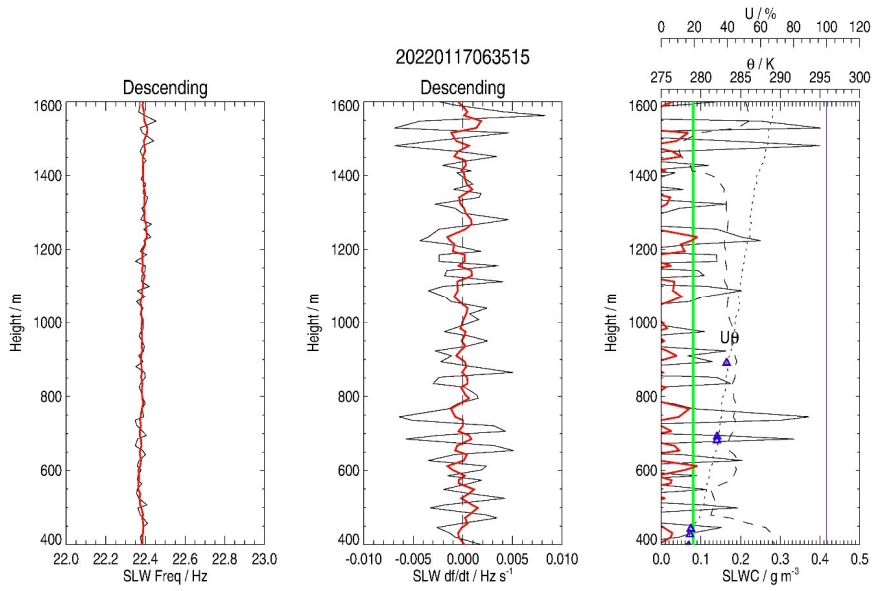 U / %
0 20 40 60 80 100 120
20220117063515
θ / K
Descending
Descending
275 280 285 290 295 300
1600 1600 1600
1400 1400 1400
1200 1200 1200
Height / m Height / m Height / m
1000 1000 1000
Uθ
800 800 800
600 600 600
400 400 400
22.0 22.2 22.4 22.6 22.8 23.0
-0.010 -0.005 0.000 0.005 0.010
0.0 0.1 0.2 0.3 0.4 0.5
SLW Freq / Hz
SLW df/dt / Hz s-1
SLWC / g m-3